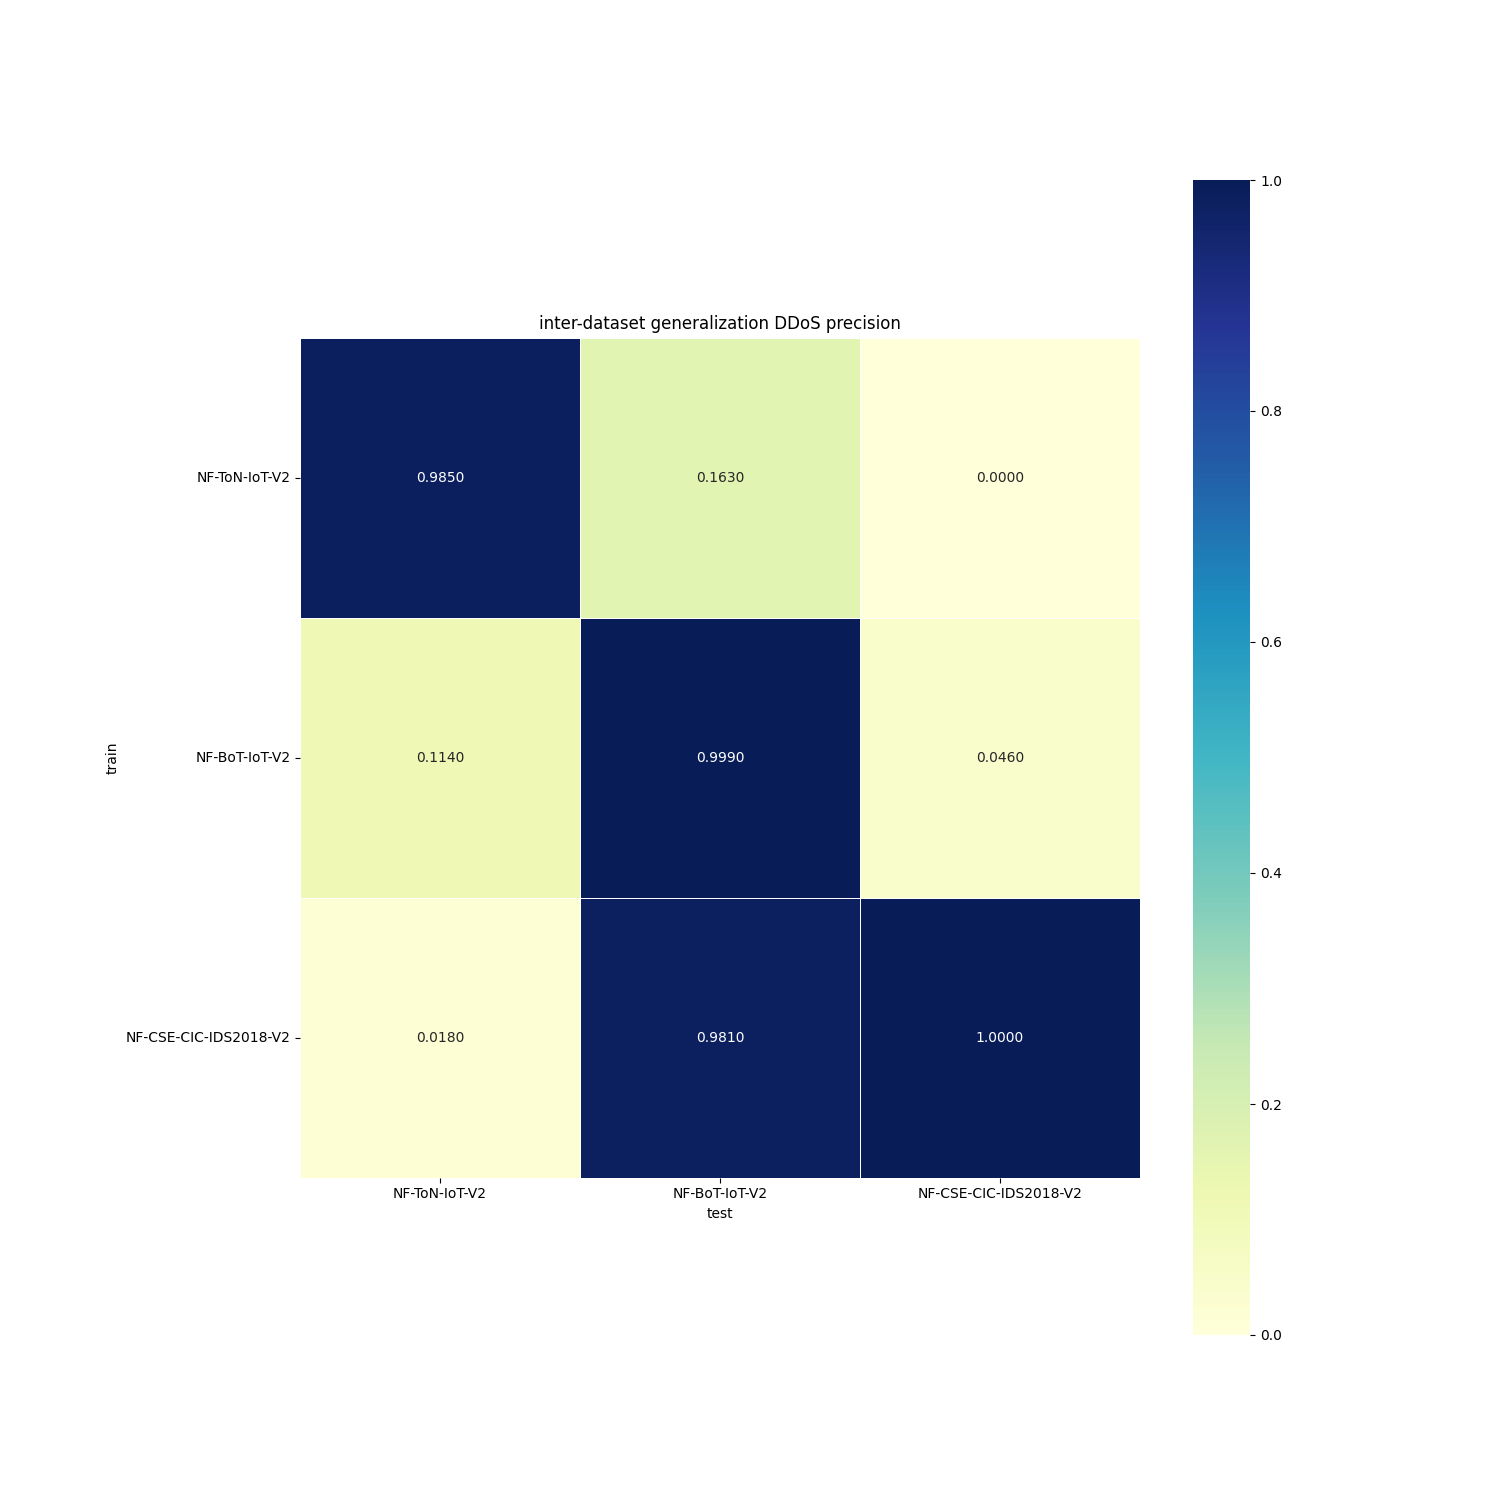 inter-dataset generalization DDoS precision
1.0
0.8
0.6
0.4
0.2
0.0
train
NF-ToN-IoT-V2
0.9850
0.1630
0.0000
NF-BoT-IoT-V2
0.1140
0.9990
0.0460
NF-CSE-CIC-IDS2018-V2
0.0180
0.9810
1.0000
NF-ToN-IoT-V2
NF-BoT-IoT-V2
NF-CSE-CIC-IDS2018-V2
test